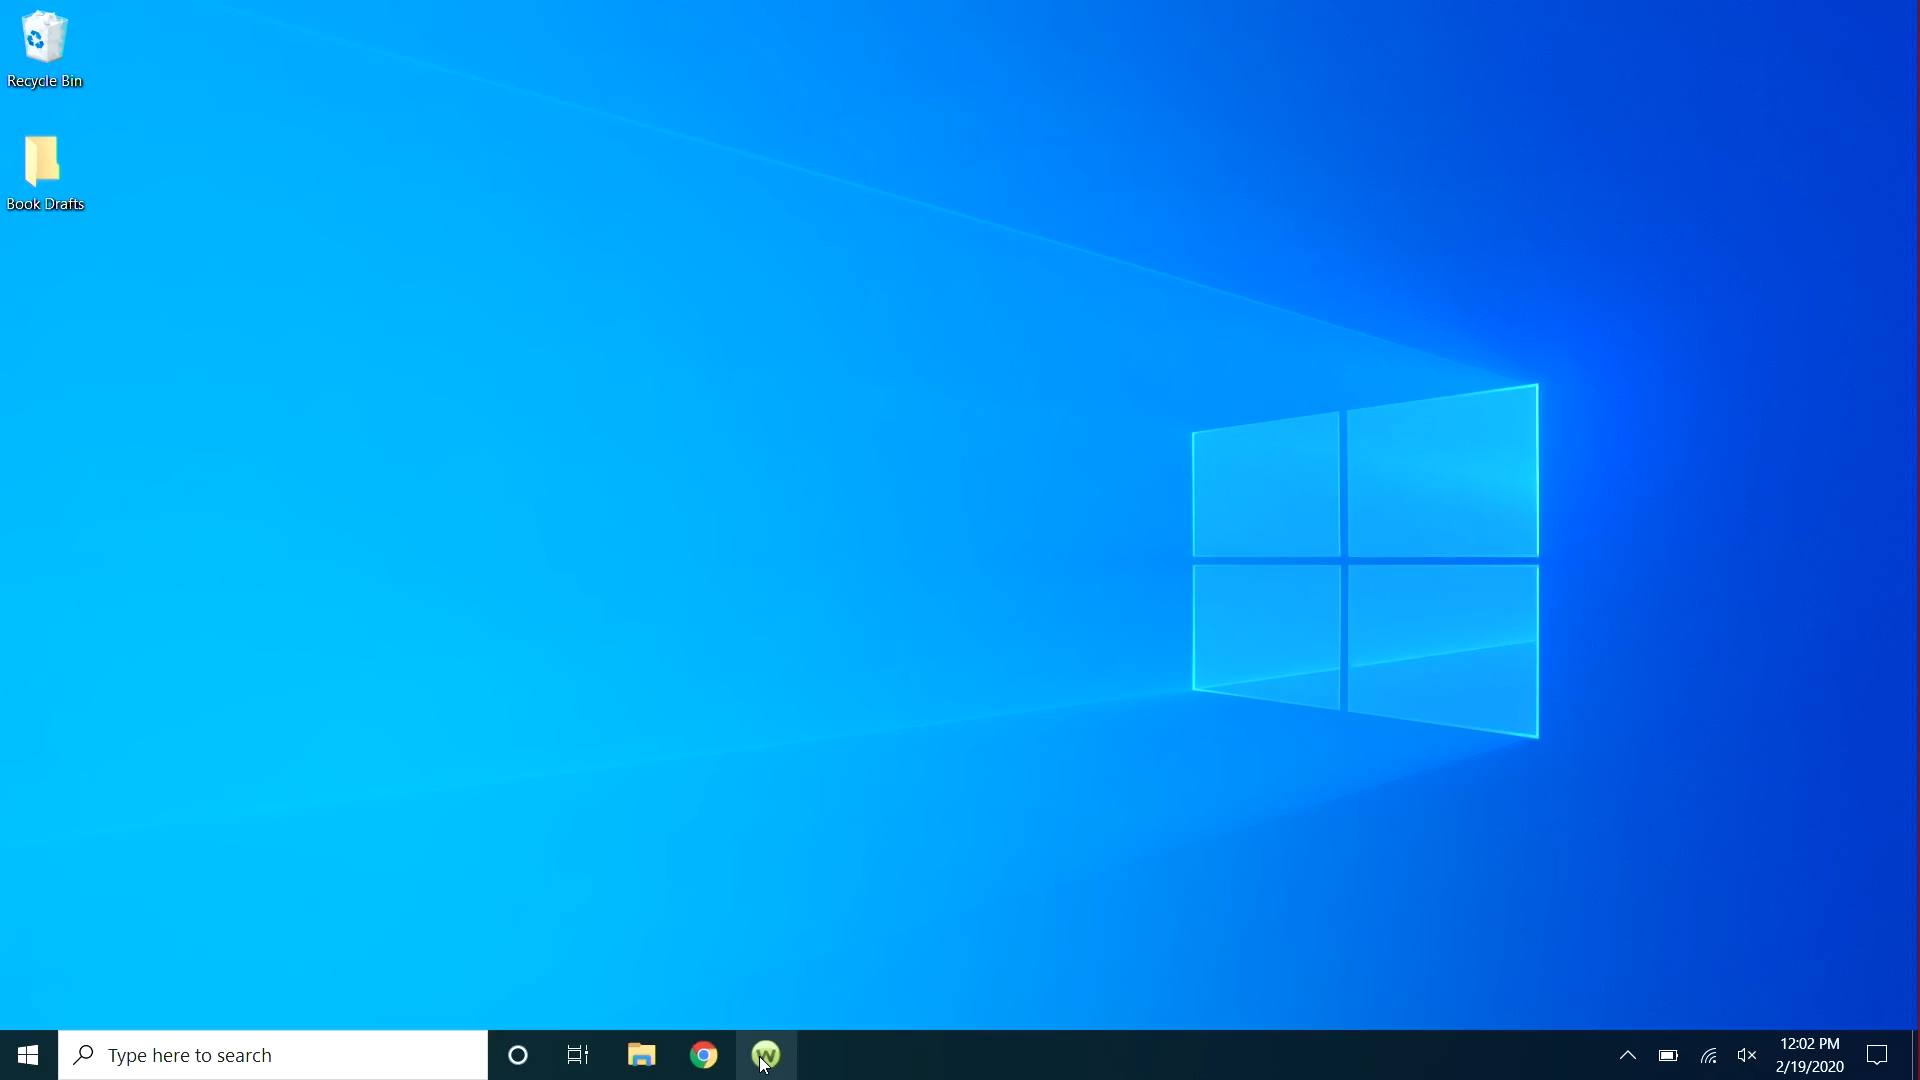 Recycle Bin
Book Drafts
Type here to search
W
12:02 PM
2/19/2020